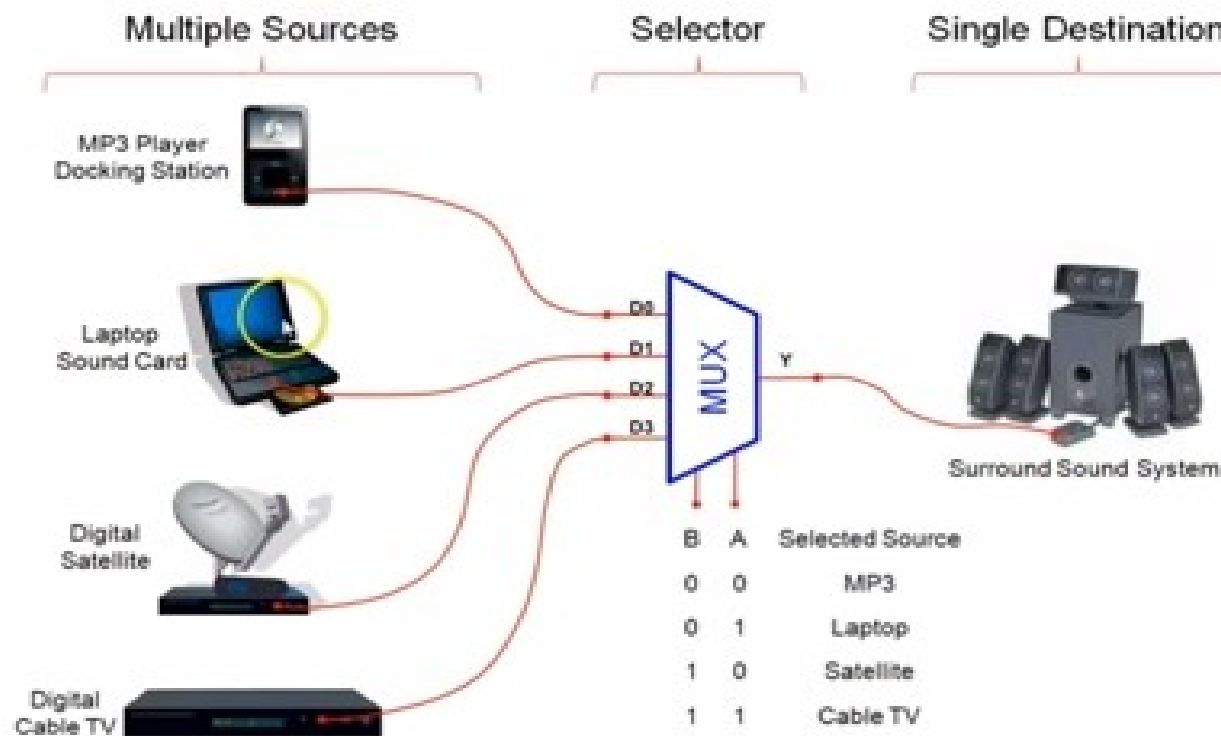 Multiple Sources
Selector
Single Destination
MP3 Player
Docking Station
Laptop
Sound Card
Digital
Satellite
Digital
Cable TV
D0
D1
D2
D3
MUX
Y
Surround Sound System
B A Selected Source
0 0 MP3
0 1 Laptop
1 0 Satellite
1 1 Cable TV